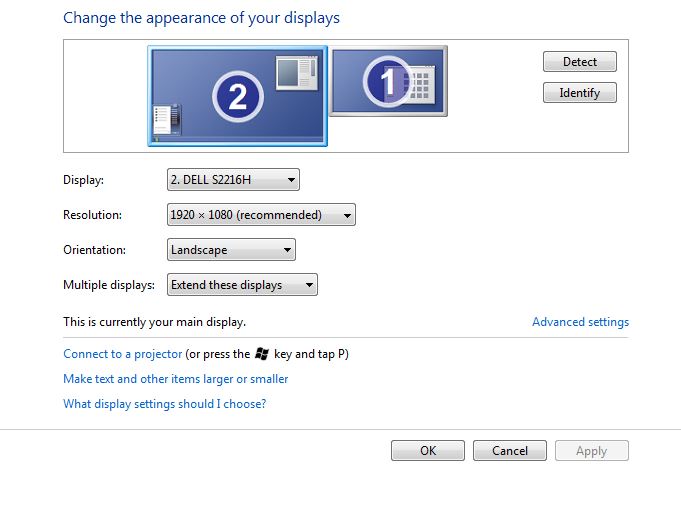 Change the appearance of your displays
2
1
Detect
Identify
Display: 2. DELL S2216H
Resolution: 1920 × 1080 (recommended)
Orientation: Landscape
Multiple displays: Extend these displays
This is currently your main display. Advanced settings
Connect to a projector (or press the key and tap P)
Make text and other items larger or smaller
What display settings should I choose?
OK Cancel Apply